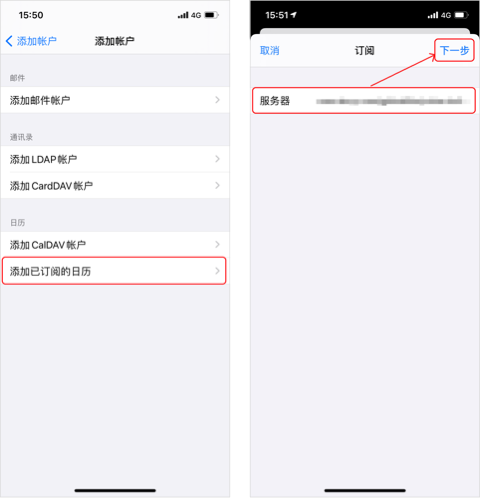 15:50
4G
添加帐户
添加帐户
邮件
添加邮件帐户
通讯录
添加 LDAP 帐户
添加 CardDAV 帐户
日历
添加 CalDAV 帐户
添加已订阅的日历
15:51
4G
取消
订阅
下一步
服务器